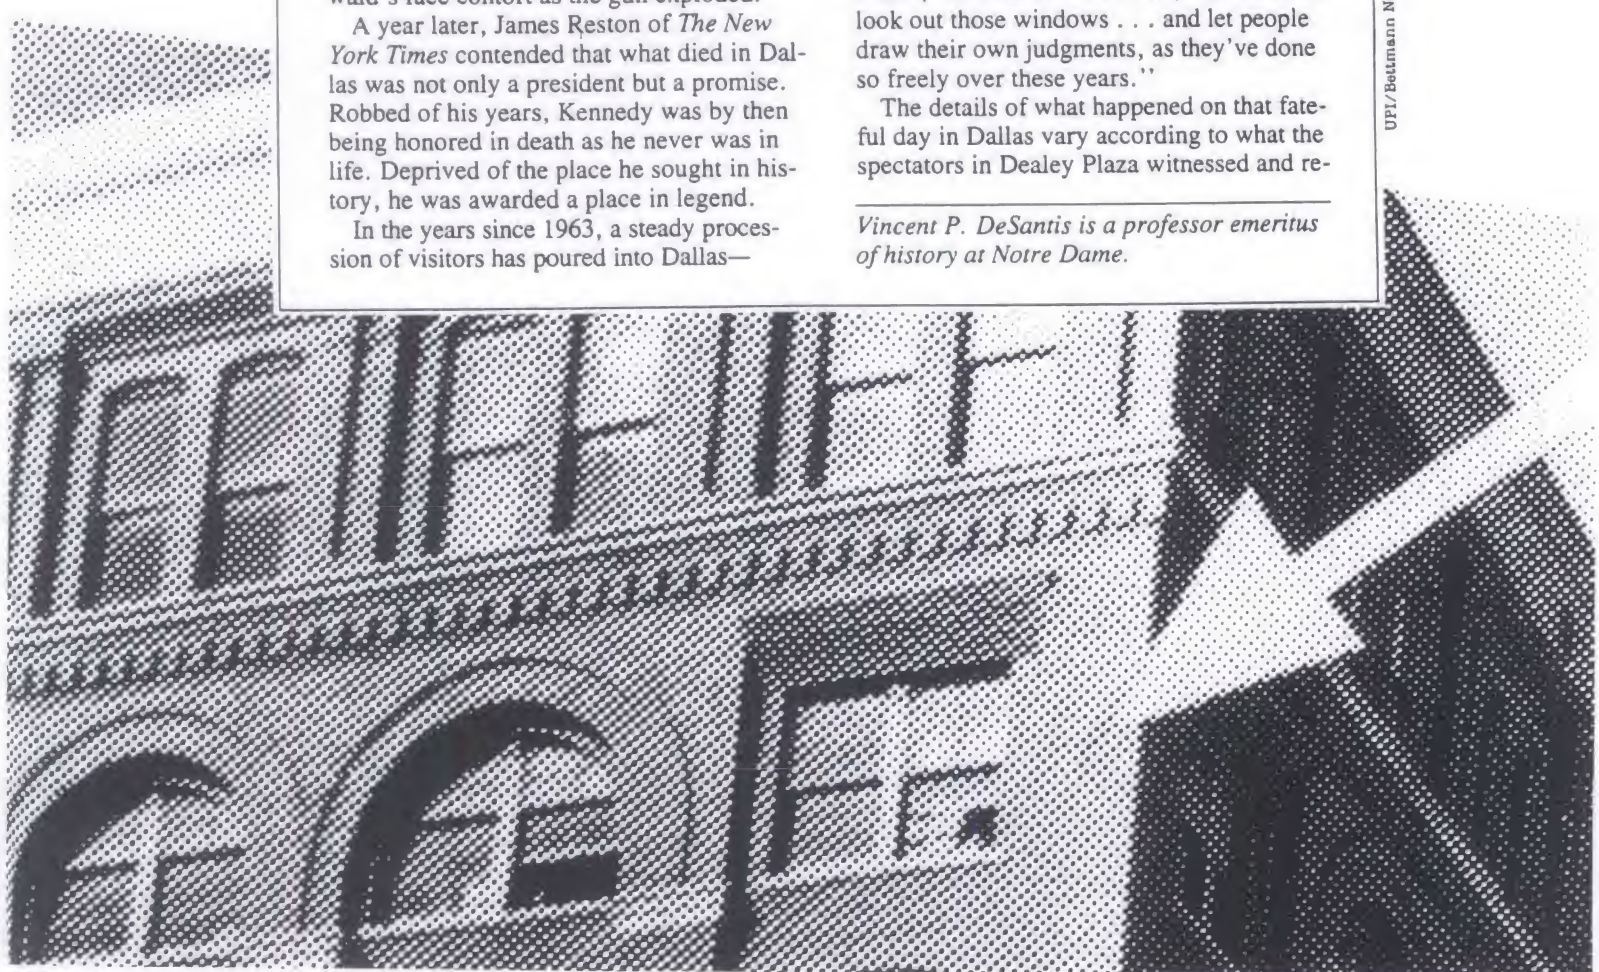 A year later, James Reston of The New
York Times contended that what died in Dal-
las was not only a president but a promise.
Robbed of his years, Kennedy was by then
being honored in death as he never was in
life. Deprived of the place he sought in his-
tory, he was awarded a place in legend.
In the years since 1963, a steady proces-
sion of visitors has poured into Dallas—
look out those windows . . . and let people
draw their own judgments, as they've done
so freely over these years."
The details of what happened on that fate-
ful day in Dallas vary according to what the
spectators in Dealey Plaza witnessed and re-
Vincent P. DeSantis is a professor emeritus
of history at Notre Dame.
UPI/Bettmann